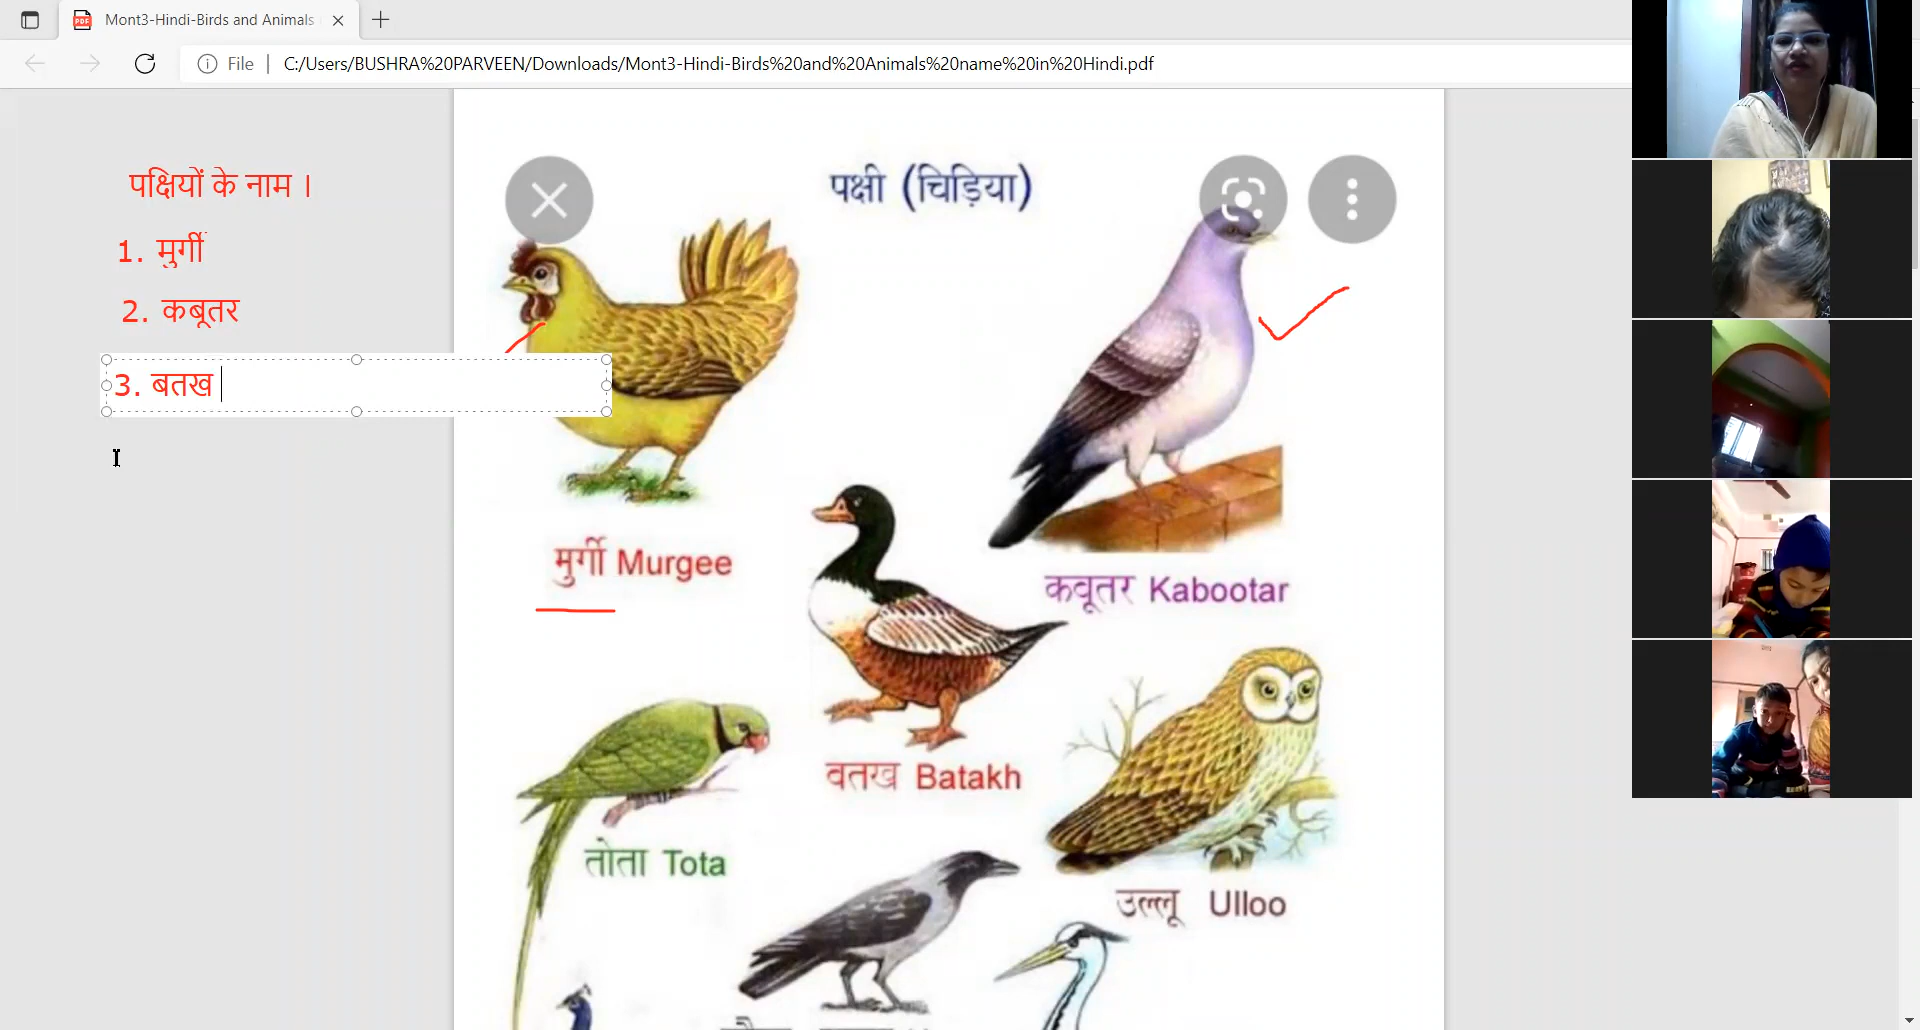 Mont3-Hindi-Birds and Animals
File
C:/Users/BUSHRA%20PARVEEN/Downloads/Mont3-Hindi-Birds%20and%20Animals%20name%20in%20Hindi.pdf
पक्षियों के नाम ।
1. मुर्गी
2. कबूतर
3. बतख
पक्षी (चिड़िया)
मुर्गी Murgee
कबूतर Kabootar
बतख Batakh
तोता Tota
उल्लू Ulloo